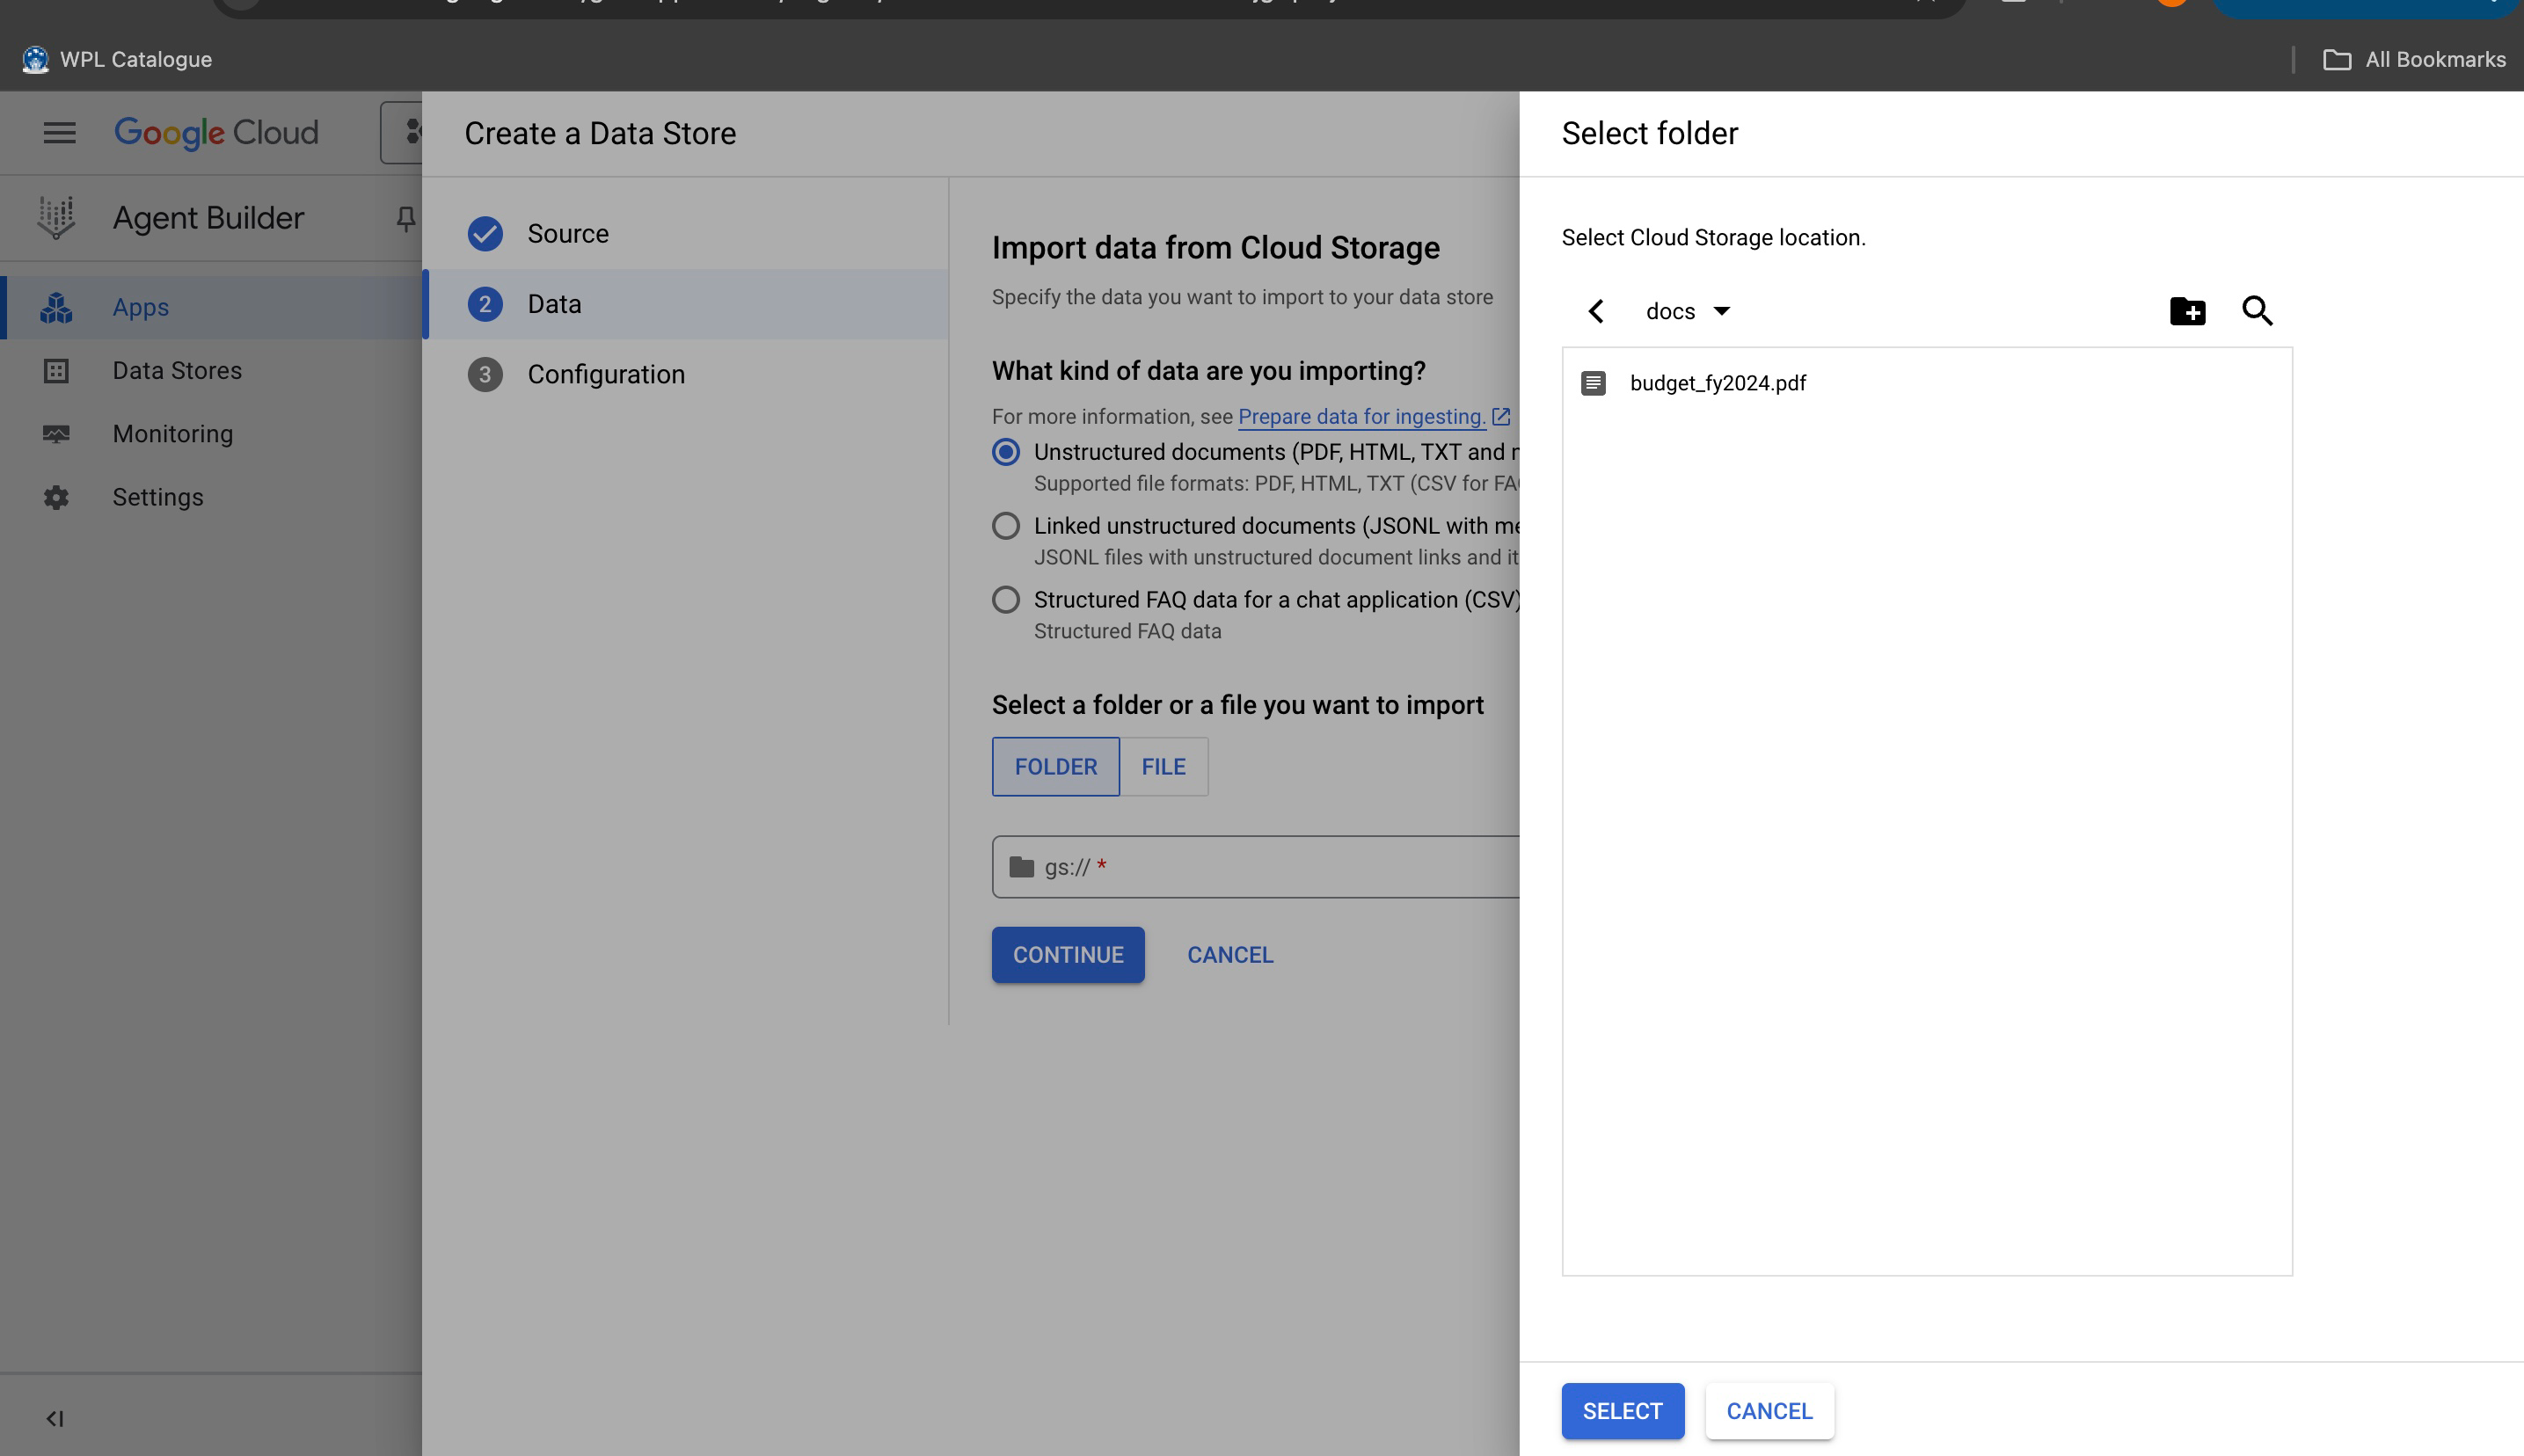 WPL Catalogue
All Bookmarks
Google Cloud
Agent Builder
Apps
Data Stores
Monitoring
Settings
Create a Data Store
Source
2 Data
3 Configuration
Import data from Cloud Storage
Specify the data you want to import to your data store
What kind of data are you importing?
For more information, see Prepare data for ingesting.
Unstructured documents (PDF, HTML, TXT and
Supported file formats: PDF, HTML, TXT (CSV for
Linked unstructured documents (JSONL with
JSONL files with unstructured document links and
Structured FAQ data for a chat application (CSV)
Structured FAQ data
Select a folder or a file you want to import
FOLDER FILE
gs:// *
CONTINUE CANCEL
Select folder
Select Cloud Storage location.
docs
budget_fy2024.pdf
SELECT CANCEL